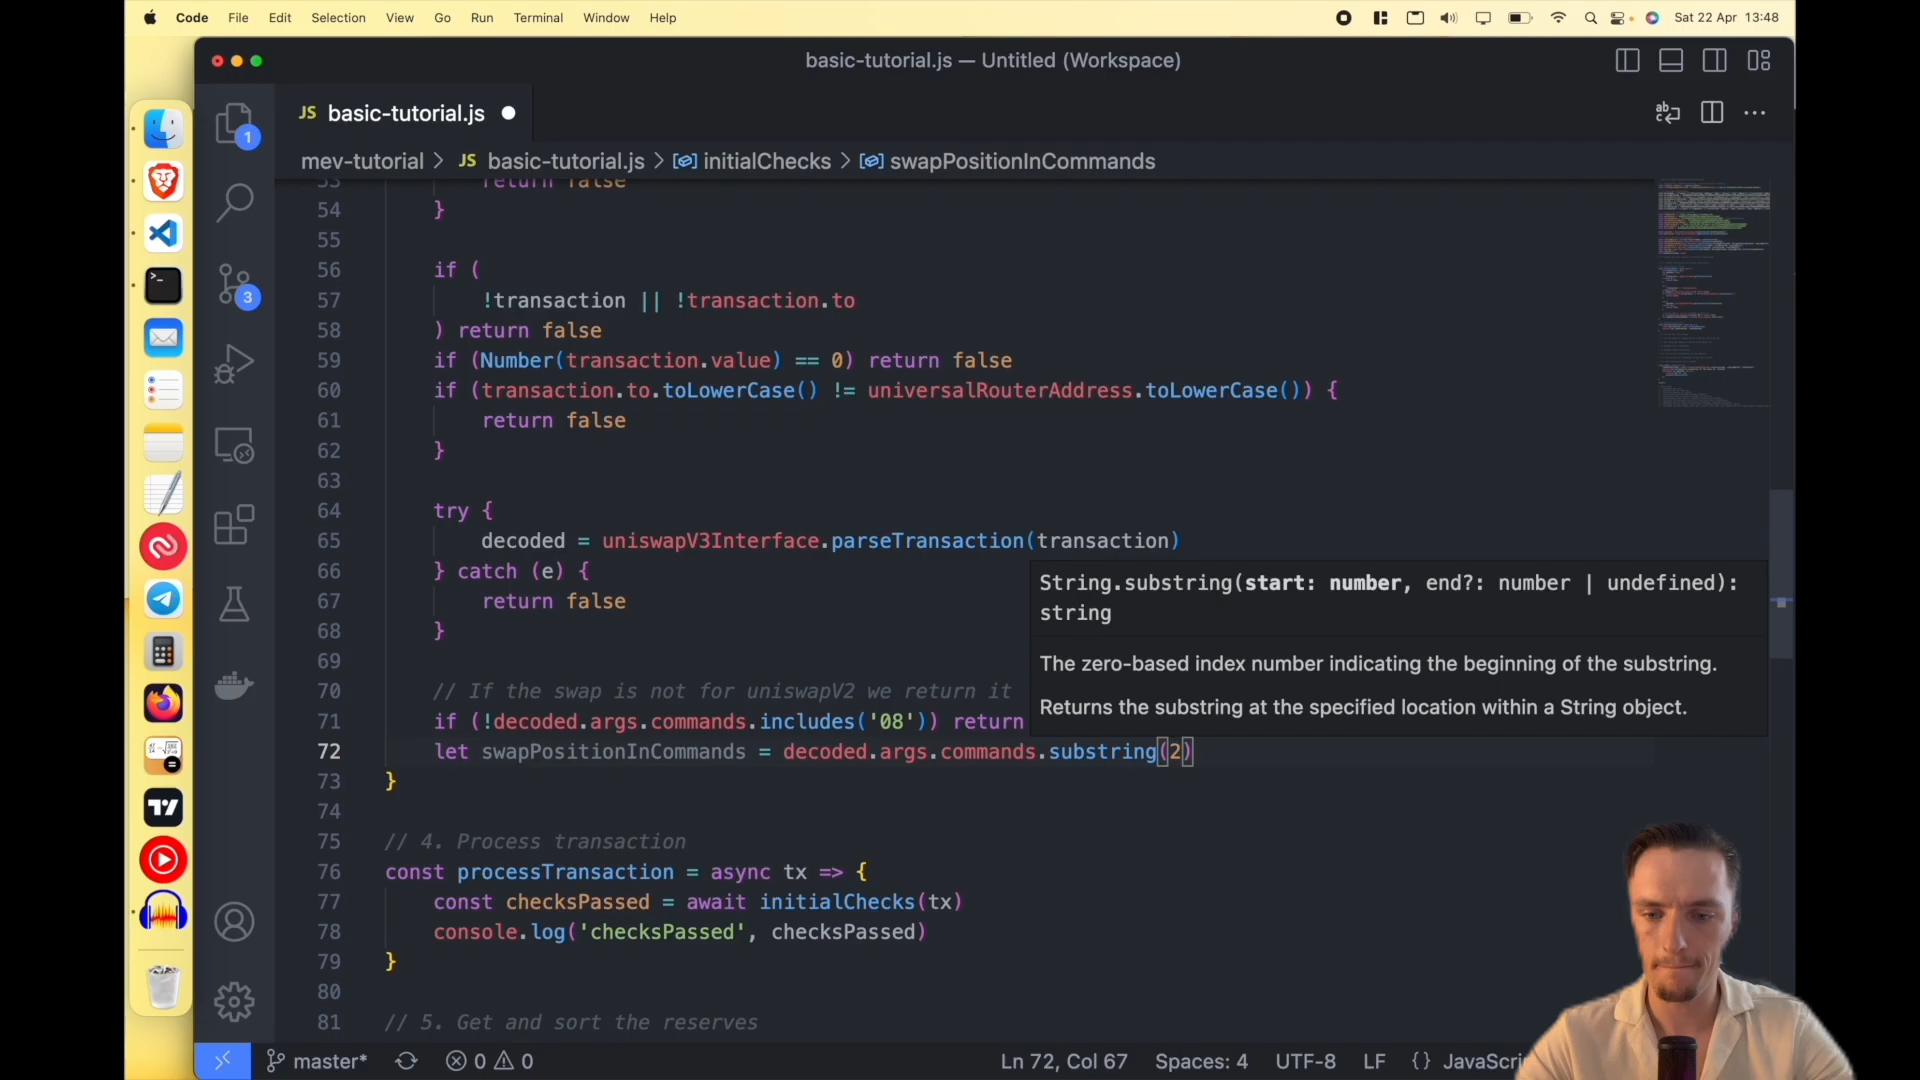 Code File Edit Selection View Go Run Terminal Window Help Sat 22 Apr 13:48
basic-tutorial.js — Untitled (Workspace)
JS basic-tutorial.js
mev-tutorial > JS basic-tutorial.js > initialChecks > swapPositionInCommands
53 return false
54 }
55
56 if (
57 !transaction || !transaction.to
58 ) return false
59 if (Number(transaction.value) == 0) return false
60 if (transaction.to.toLowerCase() != universalRouterAddress.toLowerCase()) {
61 return false
62 }
63
64 try {
65 decoded = uniswapV3Interface.parseTransaction(transaction)
66 } catch (e) {
67 return false
68 }
69
70 // If the swap is not for uniswapV2 we return it
71 if (!decoded.args.commands.includes('08')) return
72 let swapPositionInCommands = decoded.args.commands.substring(2)
73 }
74
75 // 4. Process transaction
76 const processTransaction = async tx => {
77 const checksPassed = await initialChecks(tx)
78 console.log('checksPassed', checksPassed)
79 }
80
81 // 5. Get and sort the reserves
String.substring(start: number, end?: number | undefined):
string
The zero-based index number indicating the beginning of the substring.
Returns the substring at the specified location within a String object.
1
3
master* 0 0 Ln 72, Col 67 Spaces: 4 UTF-8 LF {} JavaScri